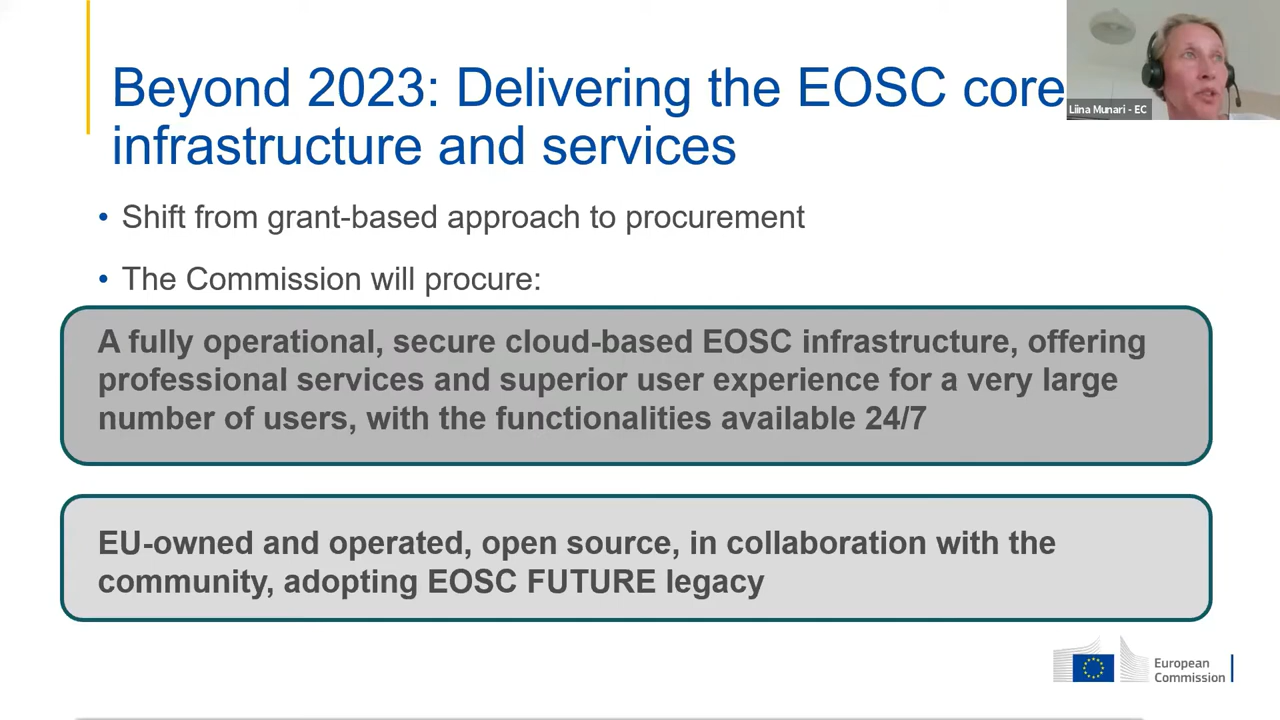 Beyond 2023: Delivering the EOSC core
infrastructure and services
Liina Munari - EC
• Shift from grant-based approach to procurement
• The Commission will procure:
A fully operational, secure cloud-based EOSC infrastructure, offering
professional services and superior user experience for a very large
number of users, with the functionalities available 24/7
EU-owned and operated, open source, in collaboration with the
community, adopting EOSC FUTURE legacy
European
Commission